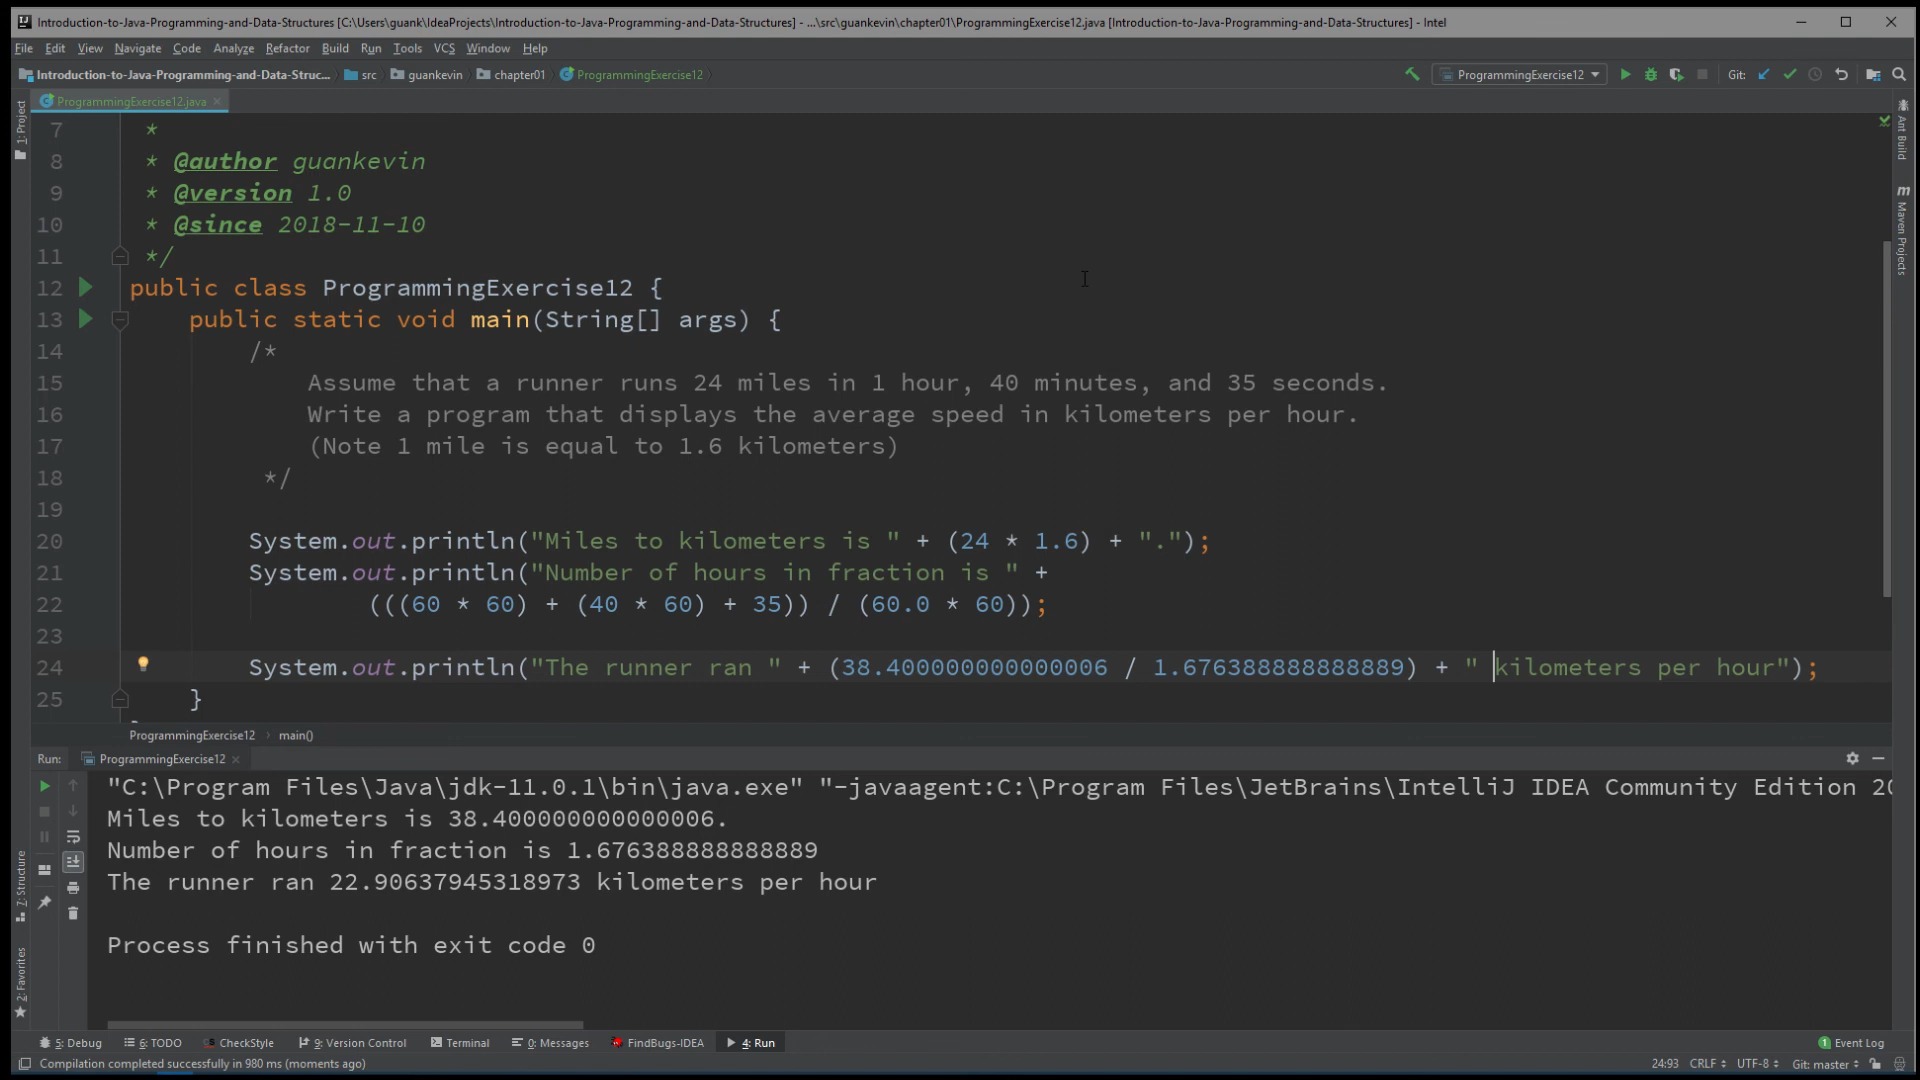 Introduction-to-Java-Programming-and-Data-Structures [C:\Users\guank\IdeaProjects\Introduction-to-Java-Programming-and-Data-Structures] - ...\src\guankevin\chapter01\ProgrammingExercise12.java [Introduction-to-Java-Programming-and-Data-Structures] - Intel
File Edit View Navigate Code Analyze Refactor Build Run Tools VCS Window Help
Introduction-to-Java-Programming-and-Data-Struc... src guankevin chapter01 ProgrammingExercise12 ProgrammingExercise12 Git:
1: Project
ProgrammingExercise12.java
Ant Build
Maven Projects
7 *
8 * @author guankevin
9 * @version 1.0
10 * @since 2018-11-10
11 */
12 public class ProgrammingExercise12 {
13 public static void main(String[] args) {
14 /*
15 Assume that a runner runs 24 miles in 1 hour, 40 minutes, and 35 seconds.
16 Write a program that displays the average speed in kilometers per hour.
17 (Note 1 mile is equal to 1.6 kilometers)
18 */
19
20 System.out.println("Miles to kilometers is " + (24 * 1.6) + ".");
21 System.out.println("Number of hours in fraction is " +
22 (((60 * 60) + (40 * 60) + 35)) / (60.0 * 60));
23
24 System.out.println("The runner ran " + (38.400000000000006 / 1.676388888888889) + " kilometers per hour");
25 }
ProgrammingExercise12 › main()
Run: ProgrammingExercise12
"C:\Program Files\Java\jdk-11.0.1\bin\java.exe" "-javaagent:C:\Program Files\JetBrains\IntelliJ IDEA Community Edition 20
Miles to kilometers is 38.400000000000006.
Number of hours in fraction is 1.676388888888889
The runner ran 22.90637945318973 kilometers per hour
Process finished with exit code 0
7: Structure
2: Favorites
5: Debug 6: TODO CheckStyle 9: Version Control Terminal 0: Messages FindBugs-IDEA 4: Run 1 Event Log
Compilation completed successfully in 980 ms (moments ago) 24:93 CRLF UTF-8 Git: master